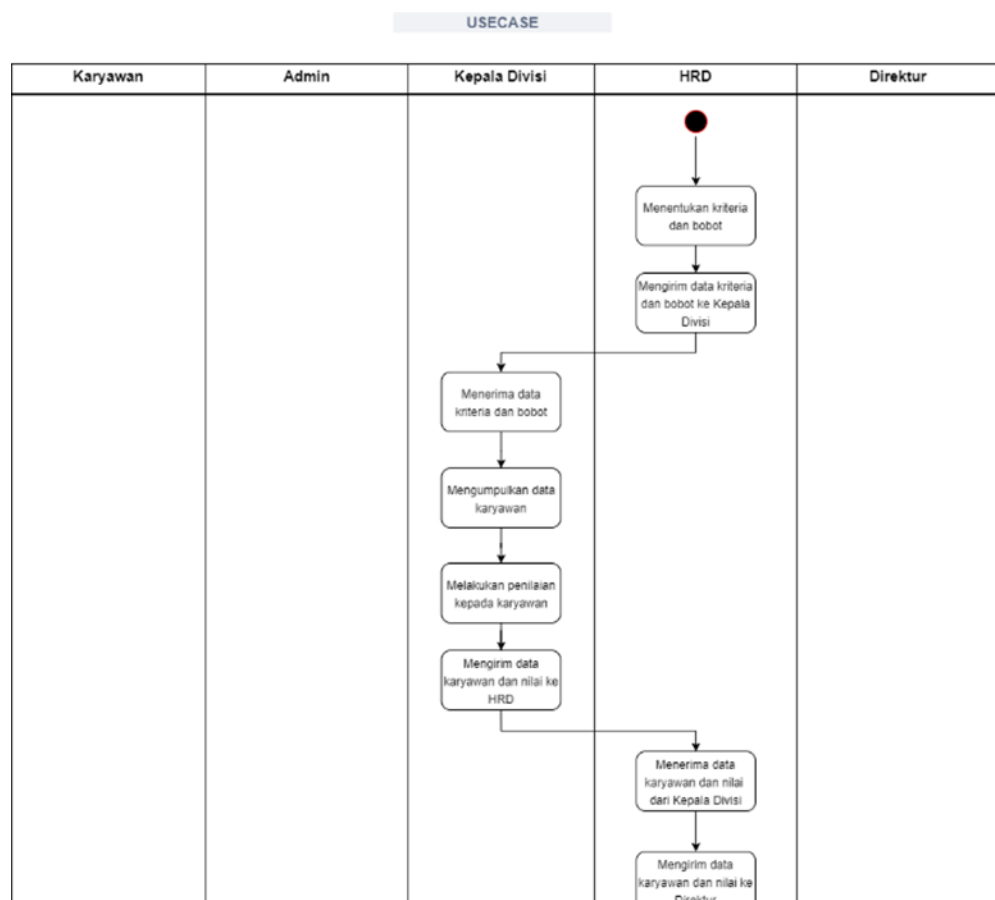 USECASE
Karyawan
Admin
Kepala Divisi
HRD
Direktur
Menentukan kriteria
dan bobot
Mengirim data kriteria
dan bobot ke Kepala
Divisi
Menerima data
kriteria dan bobot
Mengumpulkan data
karyawan
Melakukan penilaian
kepada karyawan
Mengirim data
karyawan dan nilai ke
HRD
Menerima data
karyawan dan nilai
dari Kepala Divisi
Mengirim data
karyawan dan nilai ke
Direktur